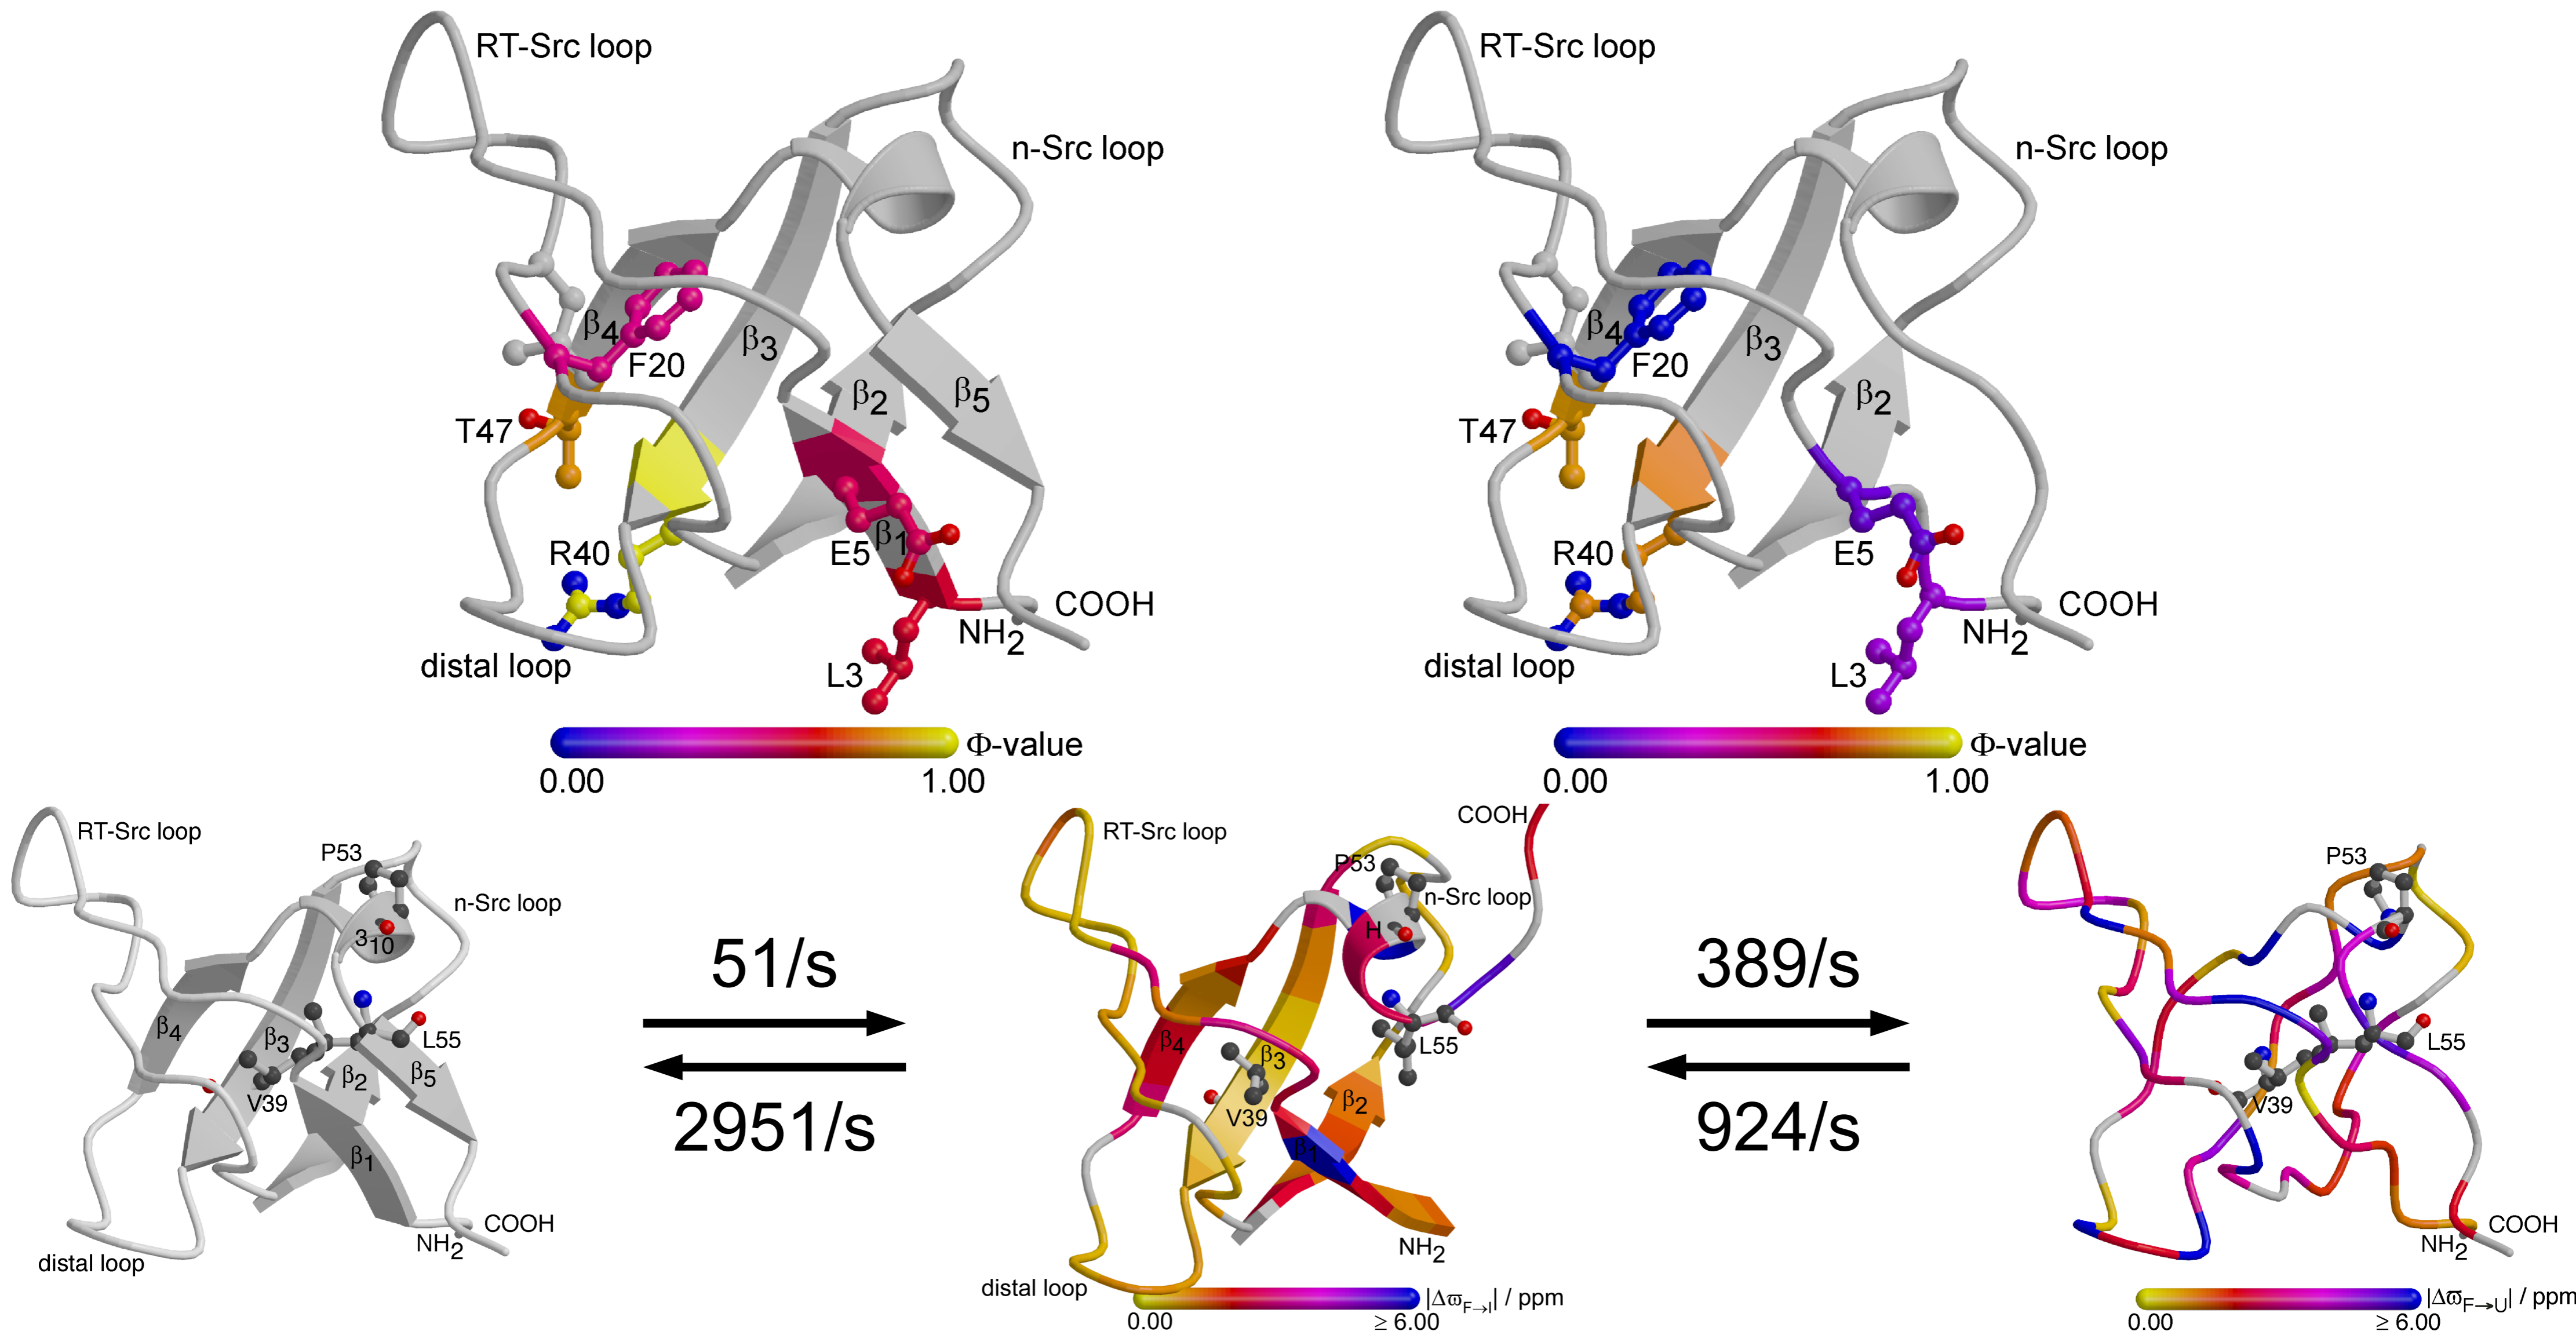 RT-Src loop
n-Src loop
β4
β3
F20
β2
β5
T47
R40
E5
β1
COOH
NH2
distal loop
L3
Φ-value
0.00
1.00
RT-Src loop
n-Src loop
β4
β3
F20
β2
T47
R40
E5
COOH
NH2
distal loop
L3
Φ-value
0.00
1.00
RT-Src loop
P53
n-Src loop
310
β4
β3
L55
β2
β5
V39
β1
COOH
NH2
distal loop
51/s
2951/s
COOH
RT-Src loop
P53
n-Src loop
H
β4
β3
L55
β2
V39
β1
NH2
distal loop
|ΔϖF→I| / ppm
0.00
≥ 6.00
389/s
924/s
P53
L55
V39
COOH
NH2
|ΔϖF→U| / ppm
0.00
≥ 6.00